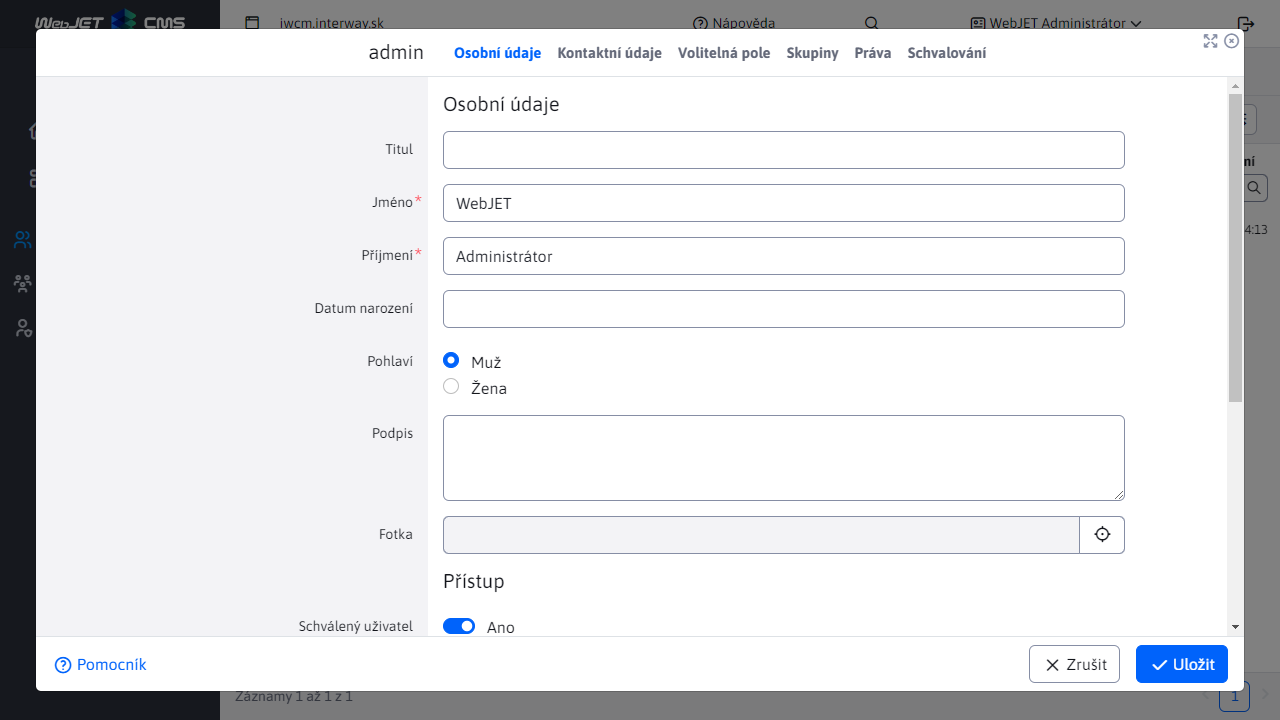 WebJET CMS
iwcm.interway.sk
Nápověda
WebJET Administrátor
admin
Osobní údaje
Kontaktní údaje
Volitelná pole
Skupiny
Práva
Schvalování
Osobní údaje
Titul
Jméno*
WebJET
Příjmení*
Administrátor
Datum narození
Pohlaví
Muž
Žena
Podpis
Fotka
Přístup
Schválený uživatel
Ano
ní
4:13
Pomocník
Zrušit
Uložit
Záznamy 1 až 1 z 1
1